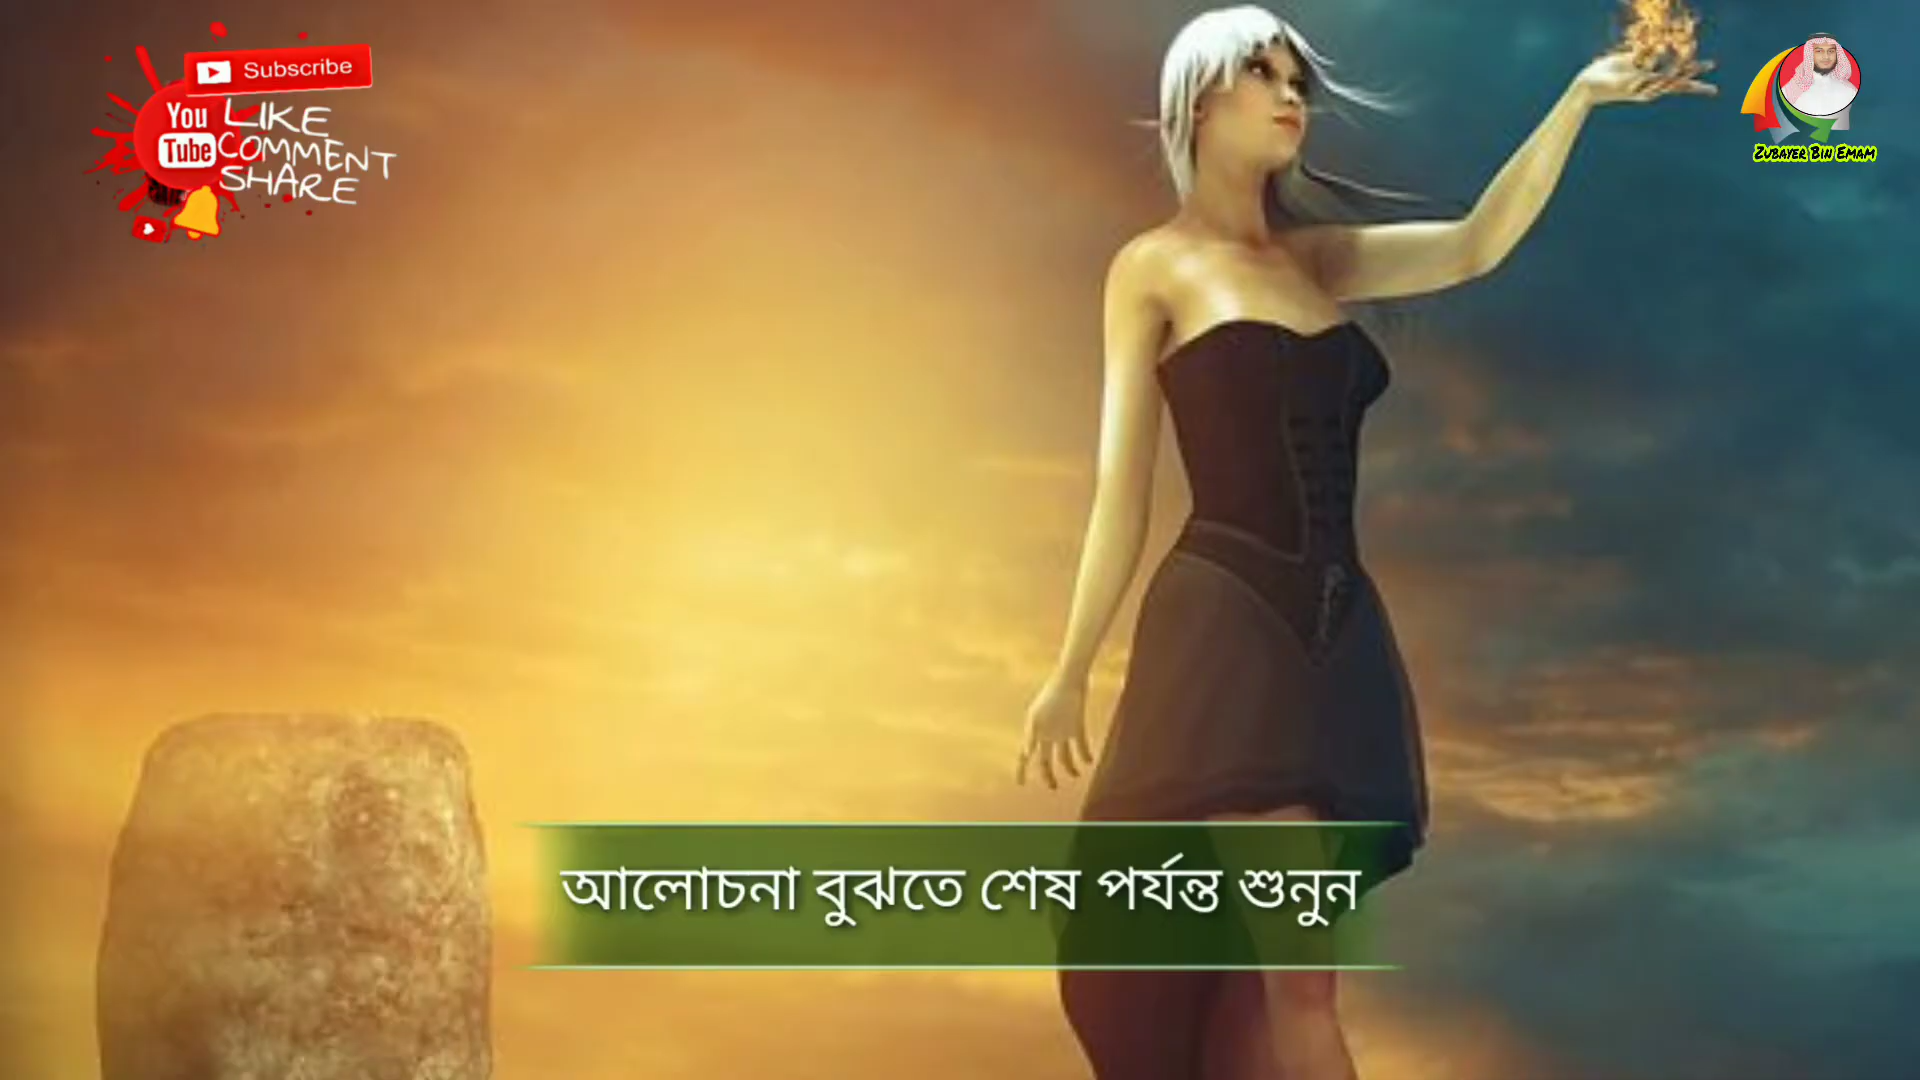 Subscribe
You
Tube
LIKE
COMMENT
SHARE
Zubayer Bin Emam
আলোচনা বুঝতে শেষ পর্যন্ত শুনুন